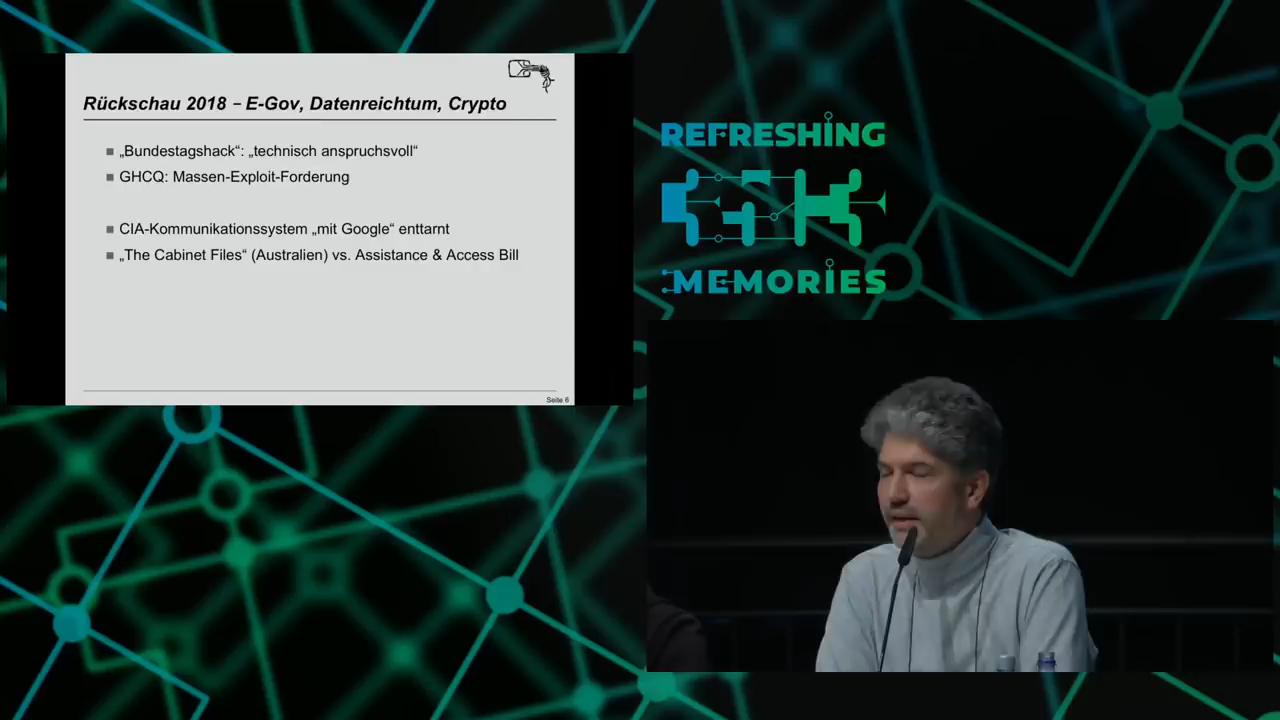 Rückschau 2018 – E-Gov, Datenreichtum, Crypto
„Bundestagshack“: „technisch anspruchsvoll“
GHCQ: Massen-Exploit-Forderung
CIA-Kommunikationssystem „mit Google“ enttarnt
„The Cabinet Files“ (Australien) vs. Assistance & Access Bill
Seite 6
REFRESHING
MEMORIES